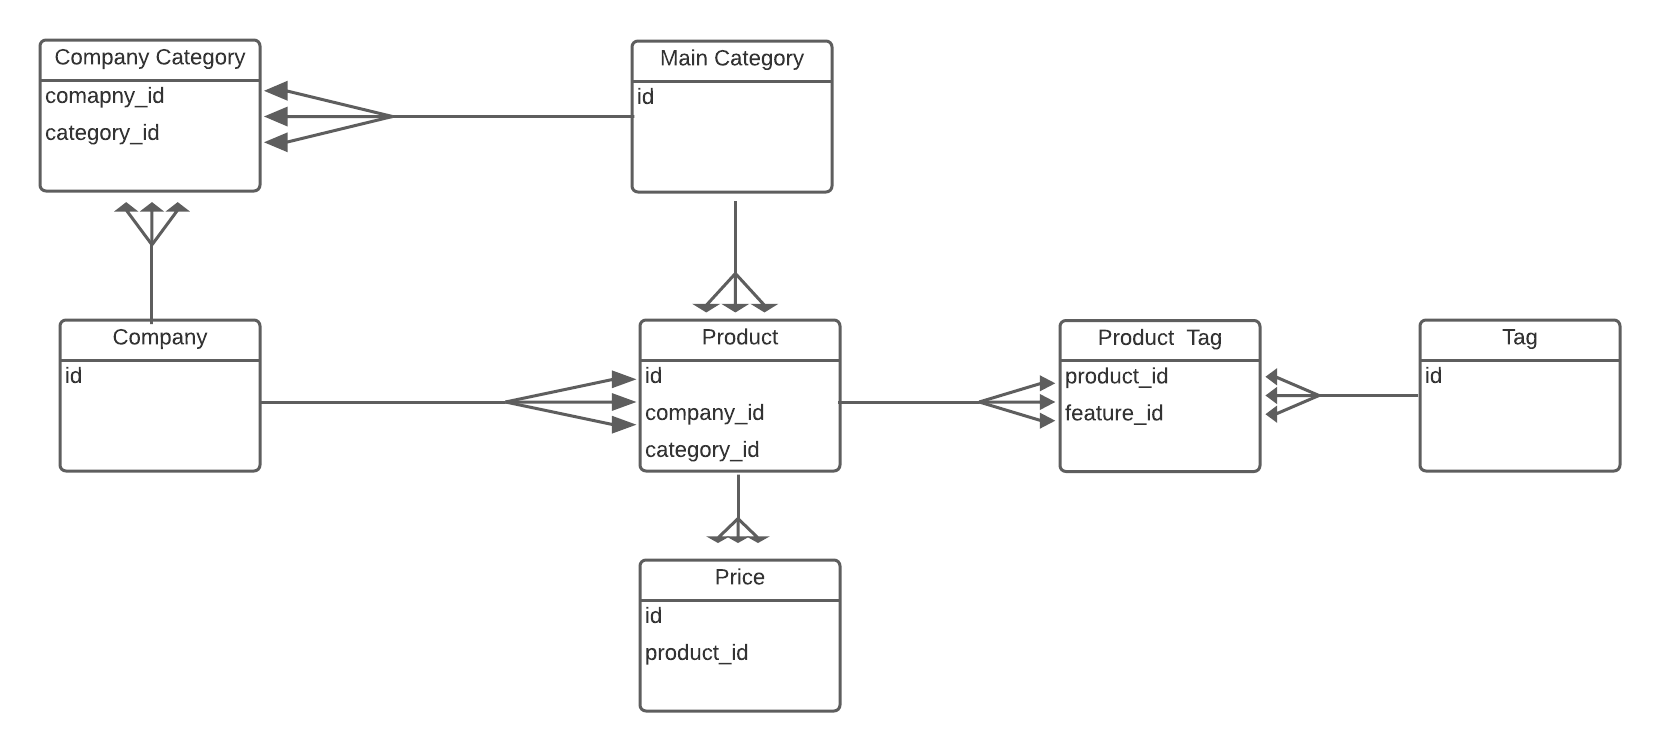 Company Category
comapny_id
category_id
Main Category
id
Company
id
Product
id
company_id
category_id
Product Tag
product_id
feature_id
Tag
id
Price
id
product_id